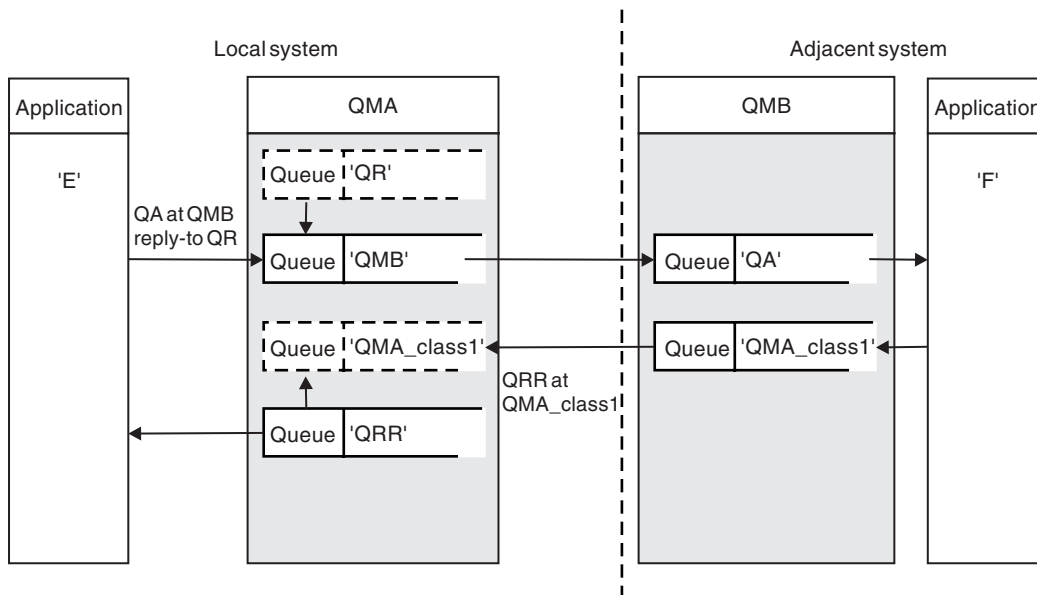 Local system
Adjacent system
Application
QMA
QMB
Application
'E'
Queue 'QR'
'F'
QA at QMB
reply-to QR
Queue 'QMB'
Queue 'QA'
Queue 'QMA_class1'
Queue 'QMA_class1'
QRR at
QMA_class1
Queue 'QRR'